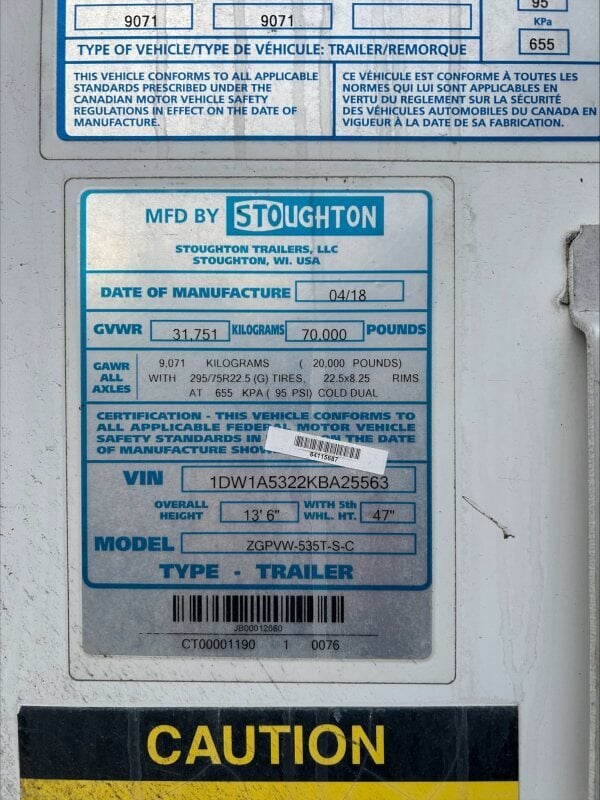 9071 9071 95
KPa
TYPE OF VEHICLE/TYPE DE VÉHICULE: TRAILER/REMORQUE 655
THIS VEHICLE CONFORMS TO ALL APPLICABLE
STANDARDS PRESCRIBED UNDER THE
CANADIAN MOTOR VEHICLE SAFETY
REGULATIONS IN EFFECT ON THE DATE OF
MANUFACTURE.
CE VÉHICULE EST CONFORME À TOUTES LES
NORMES QUI LUI SONT APPLICABLES EN
VERTU DU REGLEMENT SUR LA SÉCURITÉ
DES VÉHICULES AUTOMOBILES DU CANADA EN
VIGUEUR À LA DATE DE SA FABRICATION.
MFD BY STOUGHTON
STOUGHTON TRAILERS, LLC
STOUGHTON, WI. USA
DATE OF MANUFACTURE 04/18
GVWR 31,751 KILOGRAMS 70,000 POUNDS
GAWR
ALL
AXLES
9,071 KILOGRAMS ( 20,000 POUNDS)
WITH 295/75R22.5 (G) TIRES, 22.5x8.25 RIMS
AT 655 KPA ( 95 PSI) COLD DUAL
CERTIFICATION - THIS VEHICLE CONFORMS TO
ALL APPLICABLE FEDERAL MOTOR VEHICLE
SAFETY STANDARDS IN ON THE DATE
OF MANUFACTURE
84115687
VIN 1DW1A5322KBA25563
OVERALL HEIGHT 13' 6" WITH 5th WHL. HT. 47"
MODEL ZGPVW-535T-S-C
TYPE - TRAILER
JB00012660
CT00001190 1 0076
CAUTION